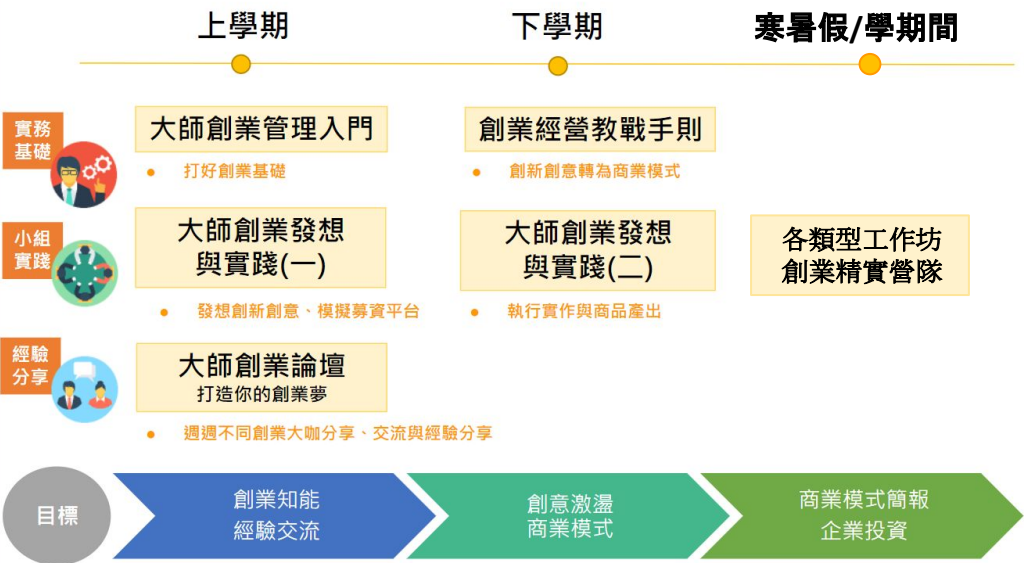 上學期
下學期
寒暑假/學期間
實務
基礎
大師創業管理入門
● 打好創業基礎
創業經營教戰手則
● 創新創意轉為商業模式
小組
實踐
大師創業發想
與實踐(一)
● 發想創新創意、模擬募資平台
大師創業發想
與實踐(二)
● 執行實作與商品產出
各類型工作坊
創業精實營隊
經驗
分享
大師創業論壇
打造你的創業夢
● 週週不同創業大咖分享、交流與經驗分享
目標
創業知能
經驗交流
創意激盪
商業模式
商業模式簡報
企業投資